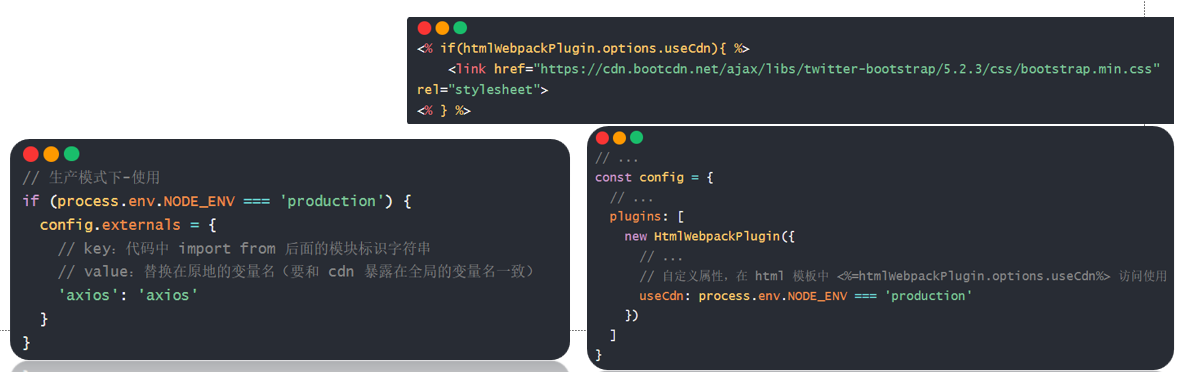 <% if(htmlWebpackPlugin.options.useCdn){ %>
    <link href="https://cdn.bootcdn.net/ajax/libs/twitter-bootstrap/5.2.3/css/bootstrap.min.css"
rel="stylesheet">
<% } %>
// 生产模式下-使用
if (process.env.NODE_ENV === 'production') {
  config.externals = {
    // key：代码中 import from 后面的模块标识字符串
    // value：替换在原地的变量名（要和 cdn 暴露在全局的变量名一致）
    'axios': 'axios'
  }
}
// ...
const config = {
  // ...
  plugins: [
    new HtmlWebpackPlugin({
      // ...
      // 自定义属性，在 html 模板中 <%=htmlWebpackPlugin.options.useCdn%> 访问使用
      useCdn: process.env.NODE_ENV === 'production'
    })
  ]
}